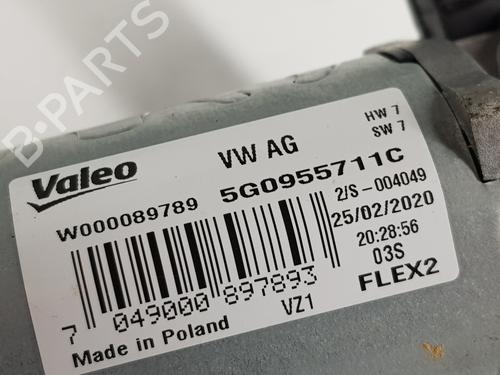 Valeo
VW AG
HW 7
SW 7
W000089789
5G0955711C
2/S-004049
25/02/2020
20:28:56
03S
FLEX2
7 049000 897893
VZ1
Made in Poland
B-PARTS